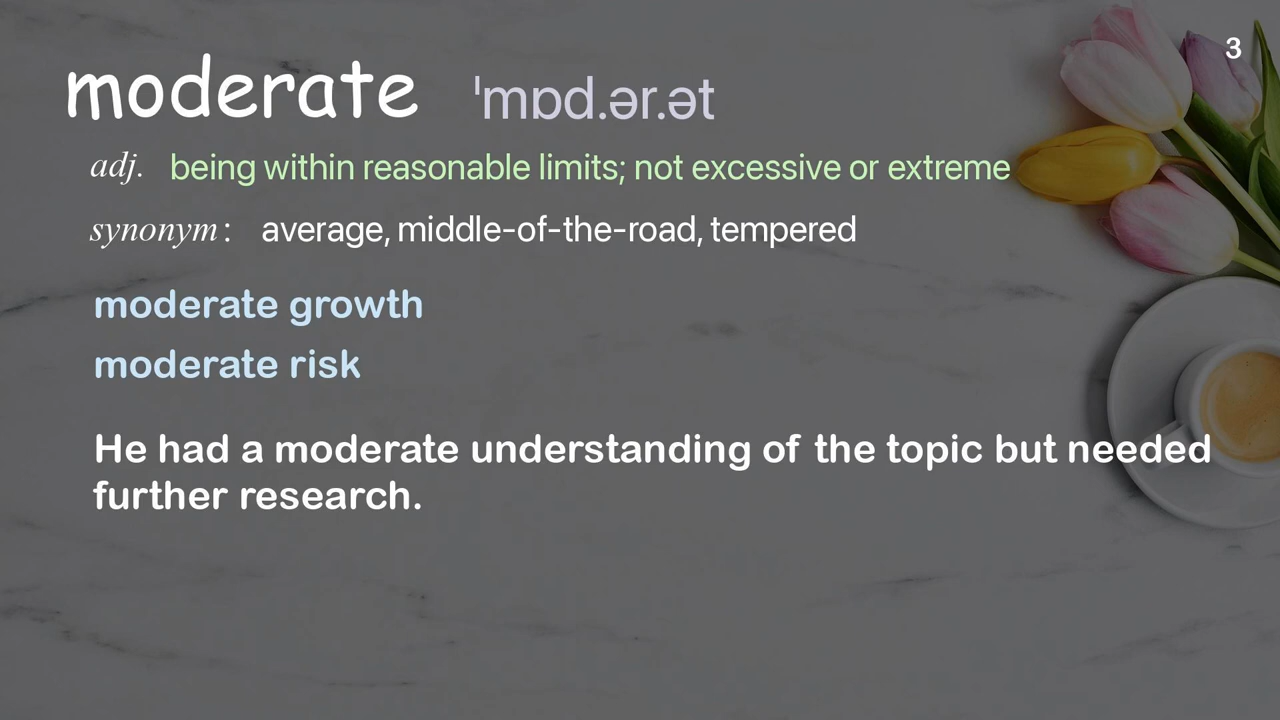 3
moderate ˈmɒd.ər.ət
adj. being within reasonable limits; not excessive or extreme
synonym: average, middle-of-the-road, tempered
moderate growth
moderate risk
He had a moderate understanding of the topic but needed
further research.